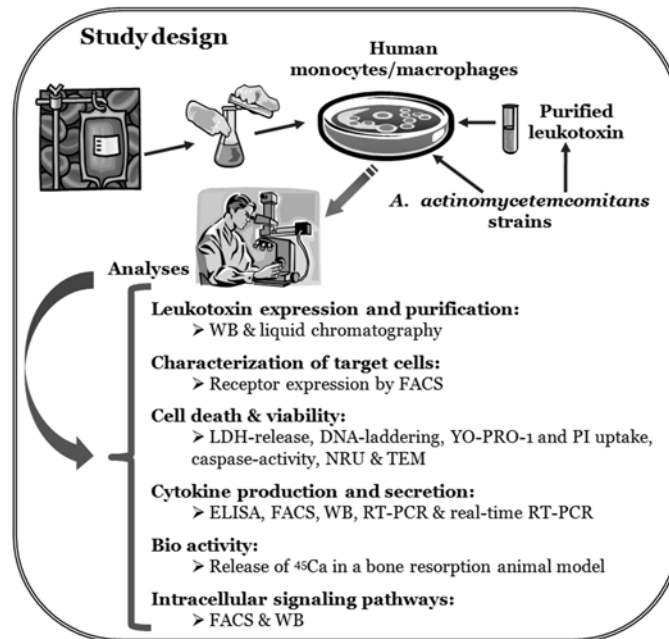 Study design
Human
monocytes/macrophages
Purified
leukotoxin
A. actinomycetemcomitans
strains
Analyses
Leukotoxin expression and purification:
➢ WB & liquid chromatography
Characterization of target cells:
➢ Receptor expression by FACS
Cell death & viability:
➢ LDH-release, DNA-laddering, YO-PRO-1 and PI uptake,
caspase-activity, NRU & TEM
Cytokine production and secretion:
➢ ELISA, FACS, WB, RT-PCR & real-time RT-PCR
Bio activity:
➢ Release of ⁴⁵Ca in a bone resorption animal model
Intracellular signaling pathways:
➢ FACS & WB